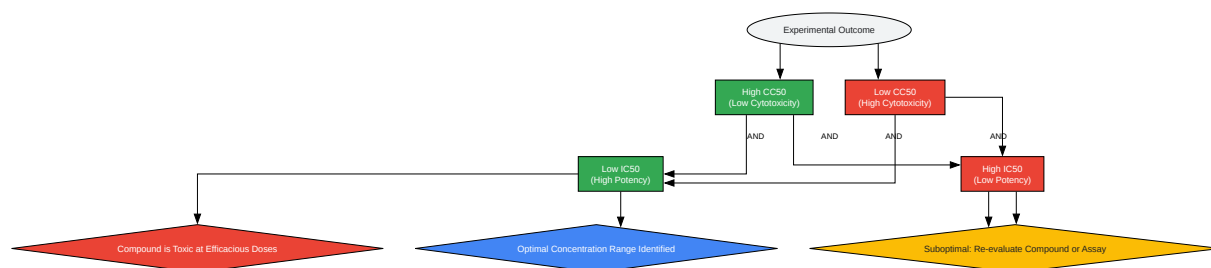 Experimental Outcome
High CC50
(Low Cytotoxicity)
Low CC50
(High Cytotoxicity)
AND
AND
AND
AND
Low IC50
(High Potency)
High IC50
(Low Potency)
Compound is Toxic at Efficacious Doses
Optimal Concentration Range Identified
Suboptimal: Re-evaluate Compound or Assay